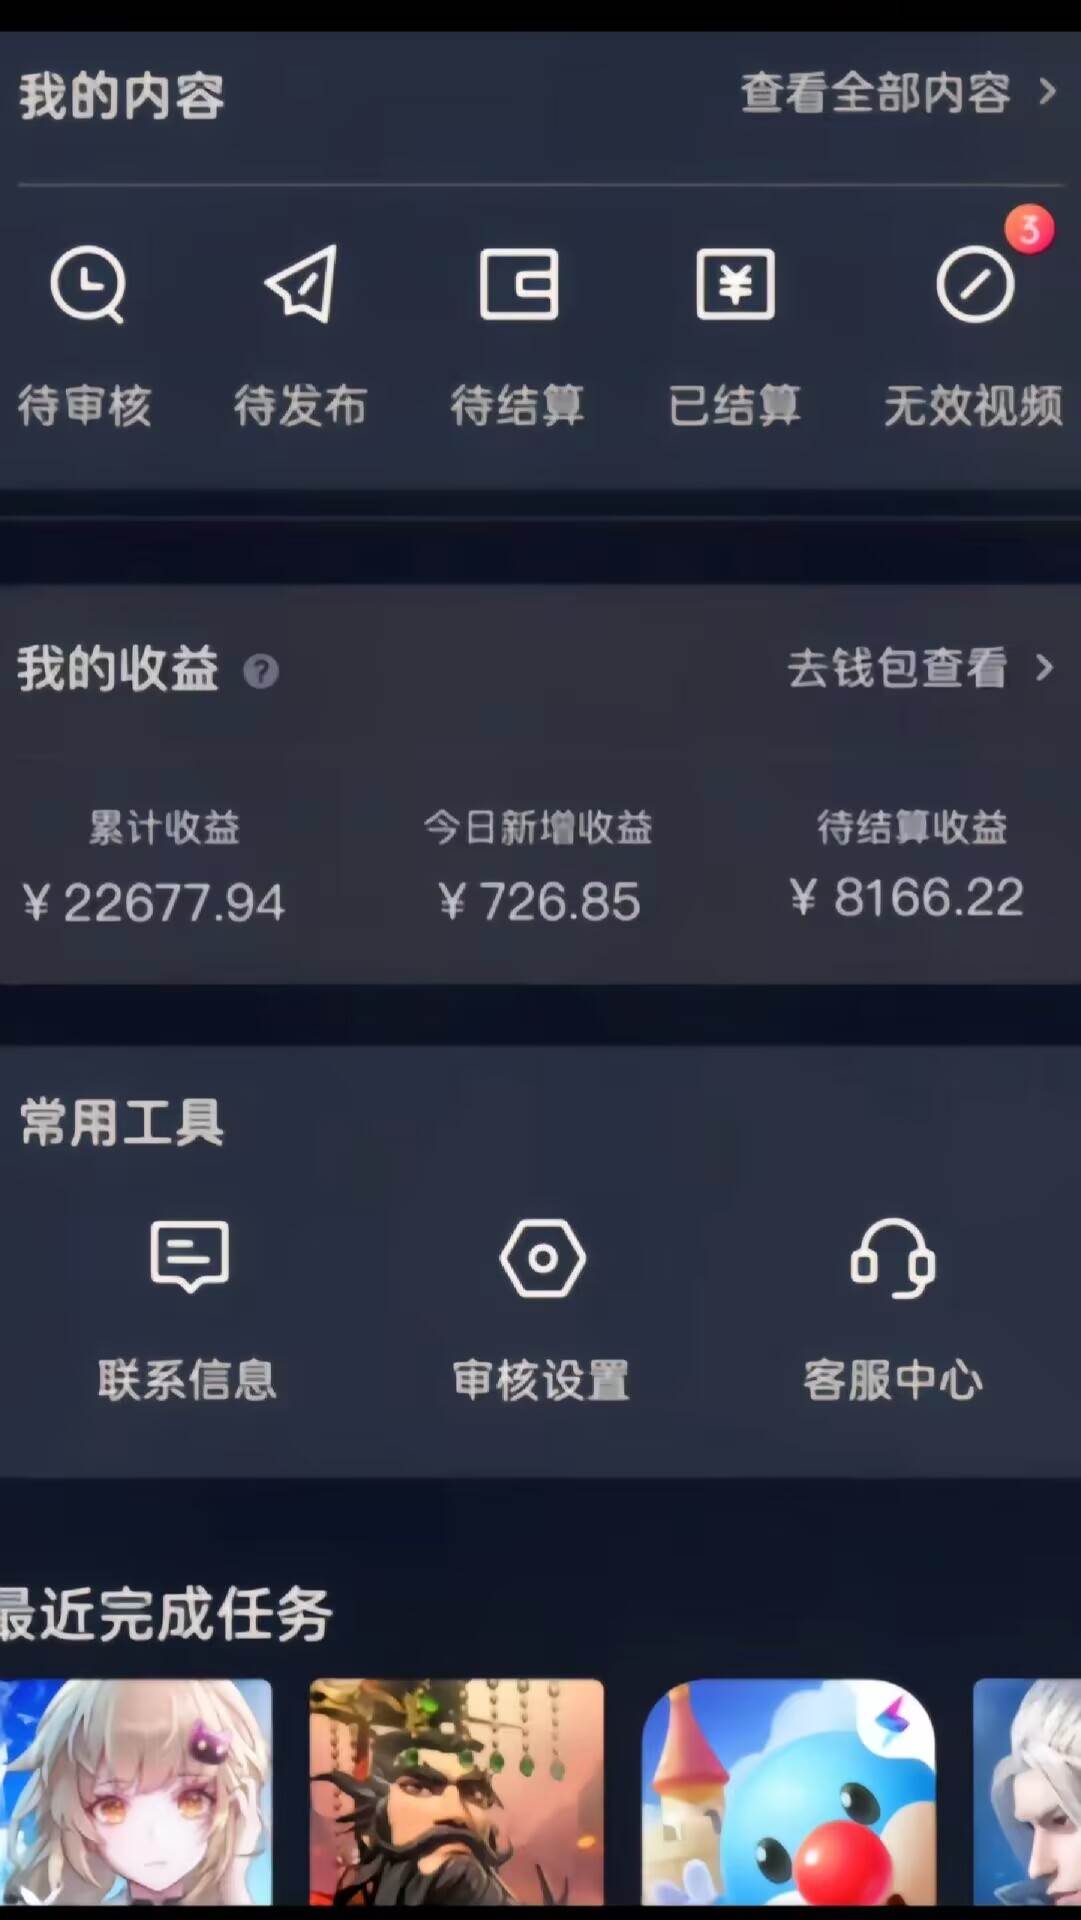 我的内容
查看全部内容
3
待审核
待发布
待结算
已结算
无效视频
我的收益
去钱包查看
累计收益
今日新增收益
待结算收益
¥ 22677.94
¥ 726.85
¥ 8166.22
常用工具
联系信息
审核设置
客服中心
最近完成任务